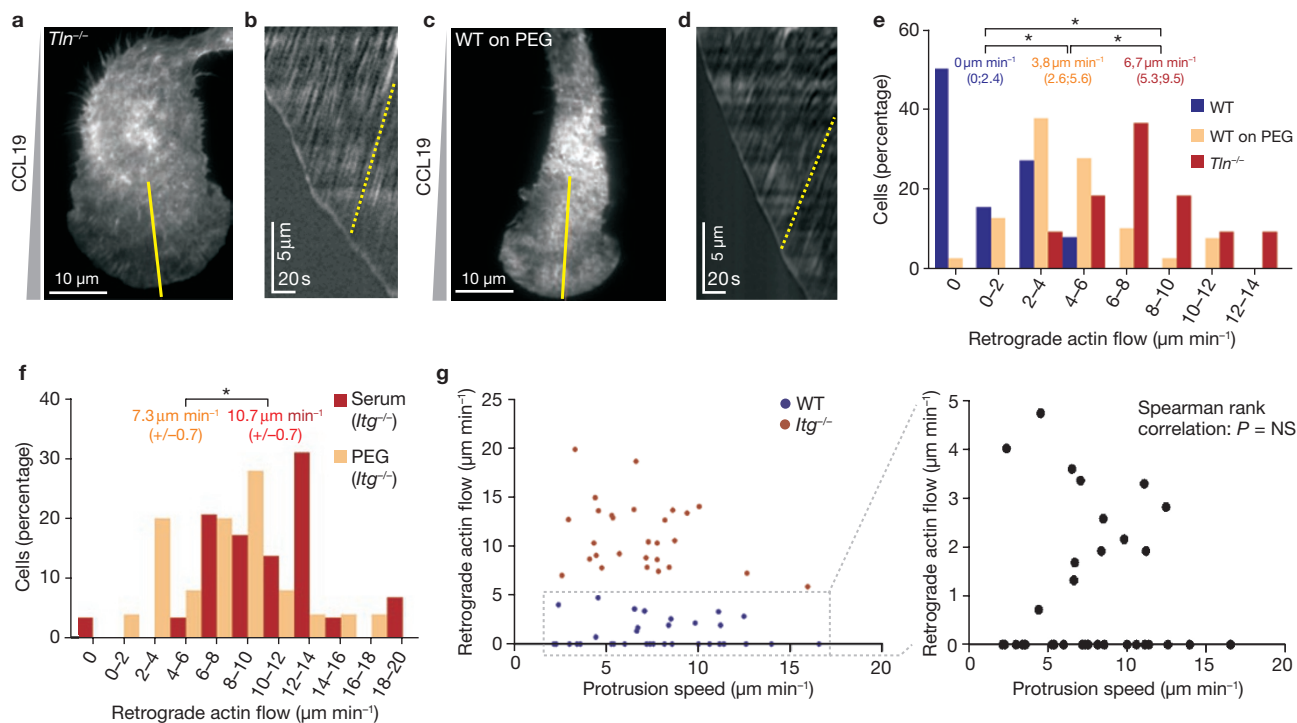 a
Tln–/–
CCL19
10 µm
b
5 µm
20 s
c
WT on PEG
CCL19
10 µm
d
5 µm
20 s
e
60
40
20
0
Cells (percentage)
*
*
*
0 µm min–1
(0;2.4)
3,8 µm min–1
(2.6;5.6)
6,7 µm min–1
(5.3;9.5)
WT
WT on PEG
Tln–/–
0
0–2
2–4
4–6
6–8
8–10
10–12
12–14
Retrograde actin flow (µm min–1)
f
40
30
20
10
0
Cells (percentage)
*
7.3 µm min–1
(+/–0.7)
10.7 µm min–1
(+/–0.7)
Serum
(Itg–/–)
PEG
(Itg–/–)
0
0–2
2–4
4–6
6–8
8–10
10–12
12–14
14–16
16–18
18–20
Retrograde actin flow (µm min–1)
g
25
20
15
10
5
0
Retrograde actin flow (µm min–1)
WT
Itg–/–
0
5
10
15
20
Protrusion speed (µm min–1)
5
4
3
2
1
0
Retrograde actin flow (µm min–1)
Spearman rank
correlation: P = NS
5
10
15
20
Protrusion speed (µm min–1)